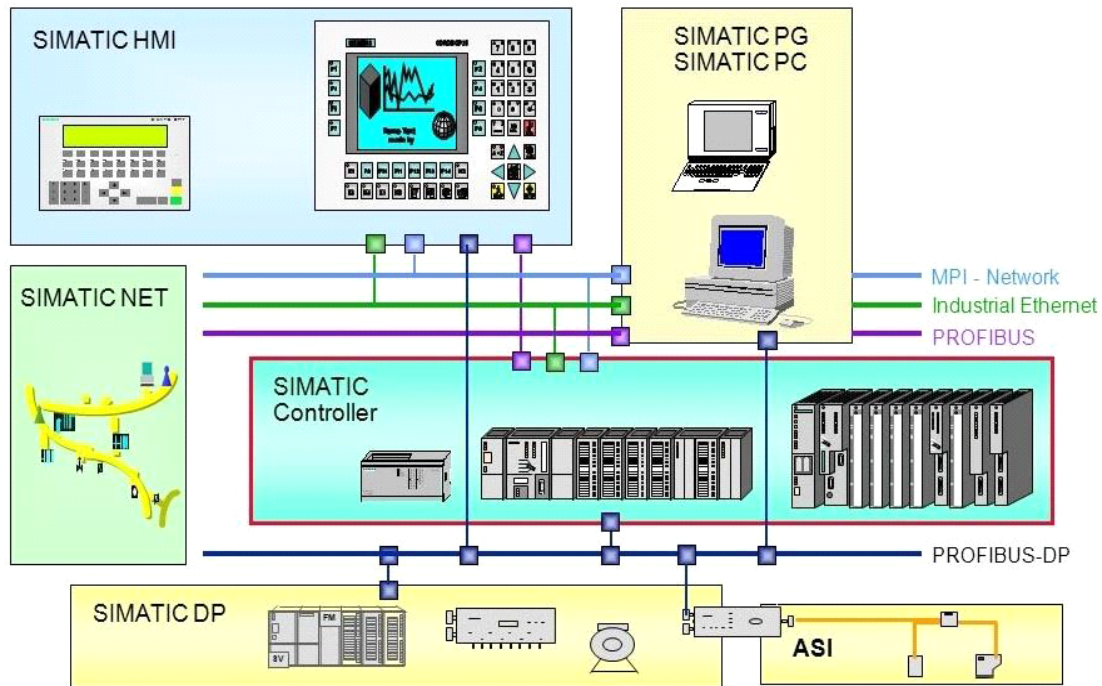 SIMATIC HMI
SIMATIC PG
SIMATIC PC
SIMATIC NET
MPI - Network
Industrial Ethernet
PROFIBUS
SIMATIC
Controller
PROFIBUS-DP
SIMATIC DP
FM
ASI